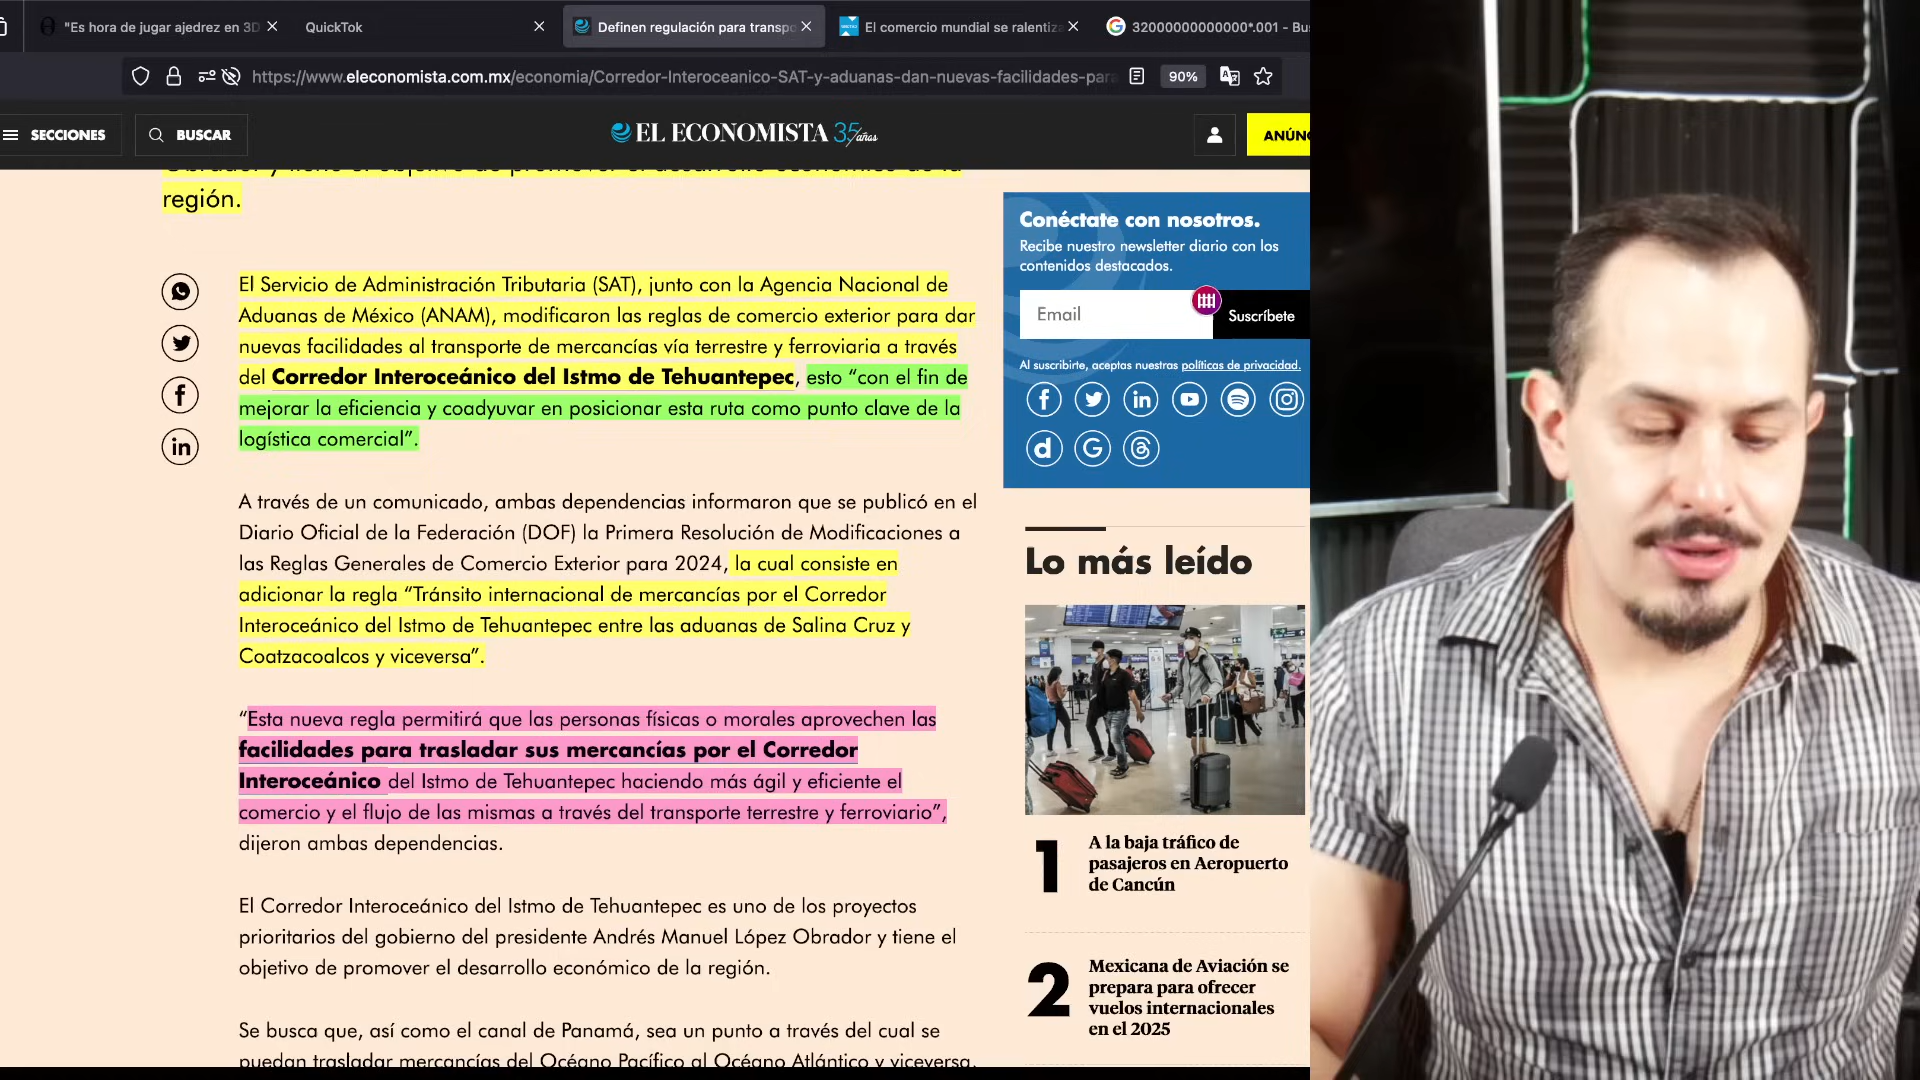 "Es hora de jugar ajedrez en 3D
QuickTok
Definen regulación para transpo
El comercio mundial se ralentiza
32000000000000*.001 - Bus
https://www.eleconomista.com.mx/economia/Corredor-Interoceanico-SAT-y-aduanas-dan-nuevas-facilidades-para
90%
SECCIONES
BUSCAR
EL ECONOMISTA 35 años
ANÚN
región.
El Servicio de Administración Tributaria (SAT), junto con la Agencia Nacional de
Aduanas de México (ANAM), modificaron las reglas de comercio exterior para dar
nuevas facilidades al transporte de mercancías vía terrestre y ferroviaria a través
del Corredor Interoceánico del Istmo de Tehuantepec, esto “con el fin de
mejorar la eficiencia y coadyuvar en posicionar esta ruta como punto clave de la
logística comercial”.
A través de un comunicado, ambas dependencias informaron que se publicó en el
Diario Oficial de la Federación (DOF) la Primera Resolución de Modificaciones a
las Reglas Generales de Comercio Exterior para 2024, la cual consiste en
adicionar la regla “Tránsito internacional de mercancías por el Corredor
Interoceánico del Istmo de Tehuantepec entre las aduanas de Salina Cruz y
Coatzacoalcos y viceversa”.
“Esta nueva regla permitirá que las personas físicas o morales aprovechen las
facilidades para trasladar sus mercancías por el Corredor
Interoceánico del Istmo de Tehuantepec haciendo más ágil y eficiente el
comercio y el flujo de las mismas a través del transporte terrestre y ferroviario”,
dijeron ambas dependencias.
El Corredor Interoceánico del Istmo de Tehuantepec es uno de los proyectos
prioritarios del gobierno del presidente Andrés Manuel López Obrador y tiene el
objetivo de promover el desarrollo económico de la región.
Se busca que, así como el canal de Panamá, sea un punto a través del cual se
puedan trasladar mercancías del Océano Pacífico al Océano Atlántico y viceversa.
Conéctate con nosotros.
Recibe nuestro newsletter diario con los
contenidos destacados.
Email
Suscríbete
Al suscribirte, aceptas nuestras políticas de privacidad.
Lo más leído
1
A la baja tráfico de
pasajeros en Aeropuerto
de Cancún
2
Mexicana de Aviación se
prepara para ofrecer
vuelos internacionales
en el 2025